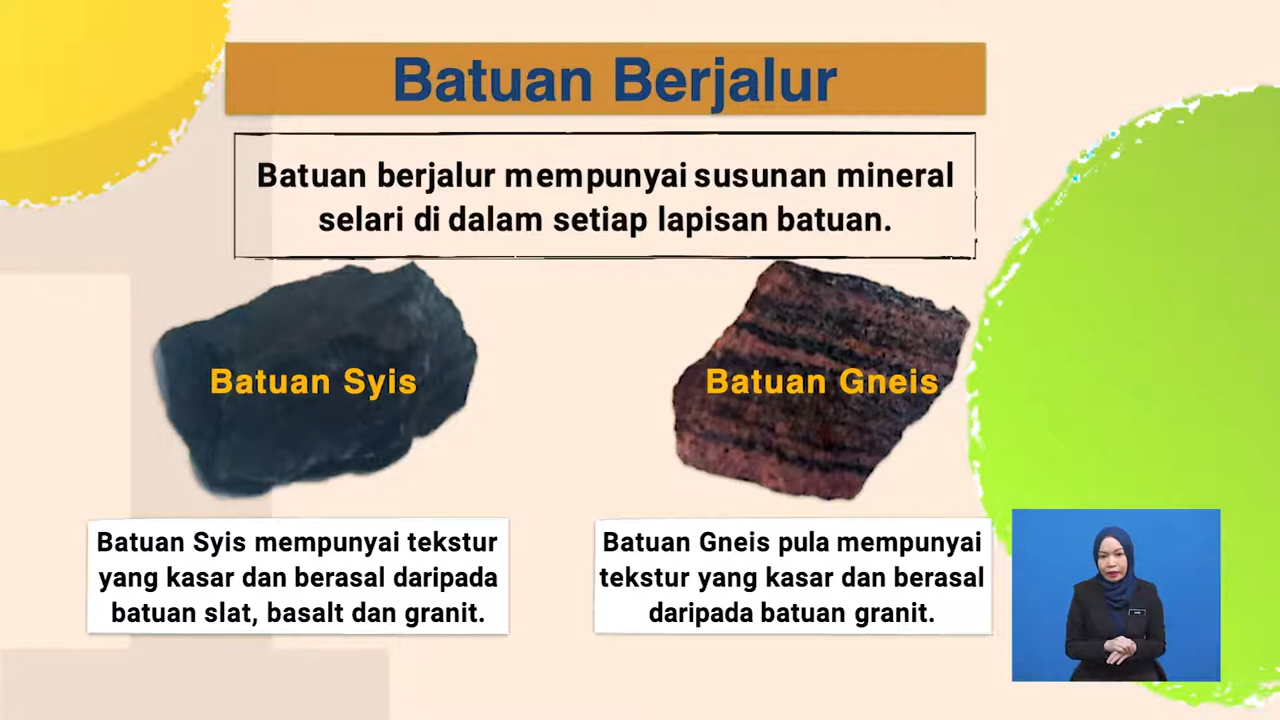 Batuan Berjalur
Batuan berjalur mempunyai susunan mineral
selari di dalam setiap lapisan batuan.
Batuan Syis
Batuan Gneis
Batuan Syis mempunyai tekstur
yang kasar dan berasal daripada
batuan slat, basalt dan granit.
Batuan Gneis pula mempunyai
tekstur yang kasar dan berasal
daripada batuan granit.